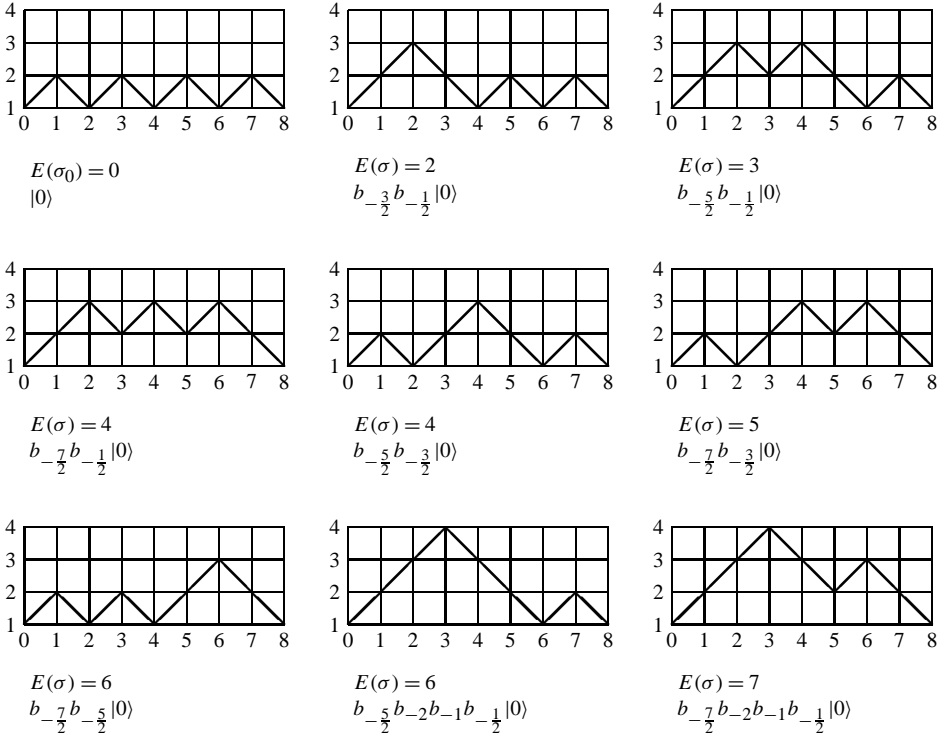 4 4 4
3 3 3
2 2 2
1 1 1
0 1 2 3 4 5 6 7 8 0 1 2 3 4 5 6 7 8 0 1 2 3 4 5 6 7 8
E(σ₀) = 0 E(σ) = 2 E(σ) = 3
|0⟩ b_{−3/2} b_{−1/2} |0⟩ b_{−5/2} b_{−1/2} |0⟩
4 4 4
3 3 3
2 2 2
1 1 1
0 1 2 3 4 5 6 7 8 0 1 2 3 4 5 6 7 8 0 1 2 3 4 5 6 7 8
E(σ) = 4 E(σ) = 4 E(σ) = 5
b_{−7/2} b_{−1/2} |0⟩ b_{−5/2} b_{−3/2} |0⟩ b_{−7/2} b_{−3/2} |0⟩
4 4 4
3 3 3
2 2 2
1 1 1
0 1 2 3 4 5 6 7 8 0 1 2 3 4 5 6 7 8 0 1 2 3 4 5 6 7 8
E(σ) = 6 E(σ) = 6 E(σ) = 7
b_{−7/2} b_{−5/2} |0⟩ b_{−5/2} b_{−2} b_{−1} b_{−1/2} |0⟩ b_{−7/2} b_{−2} b_{−1} b_{−1/2} |0⟩